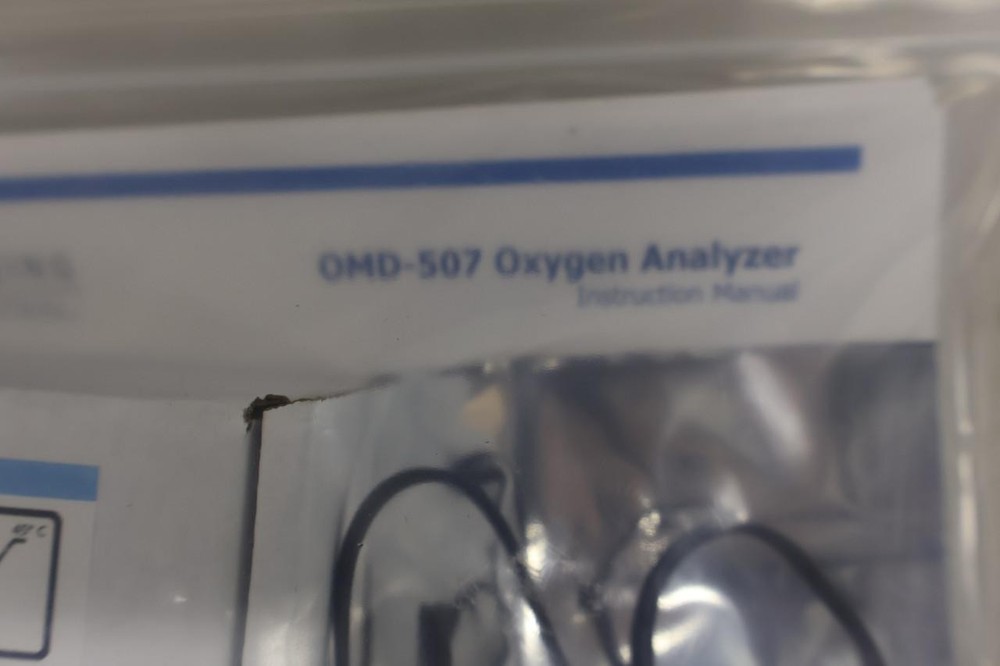 OMD-507 Oxygen Analyzer
Instruction Manual